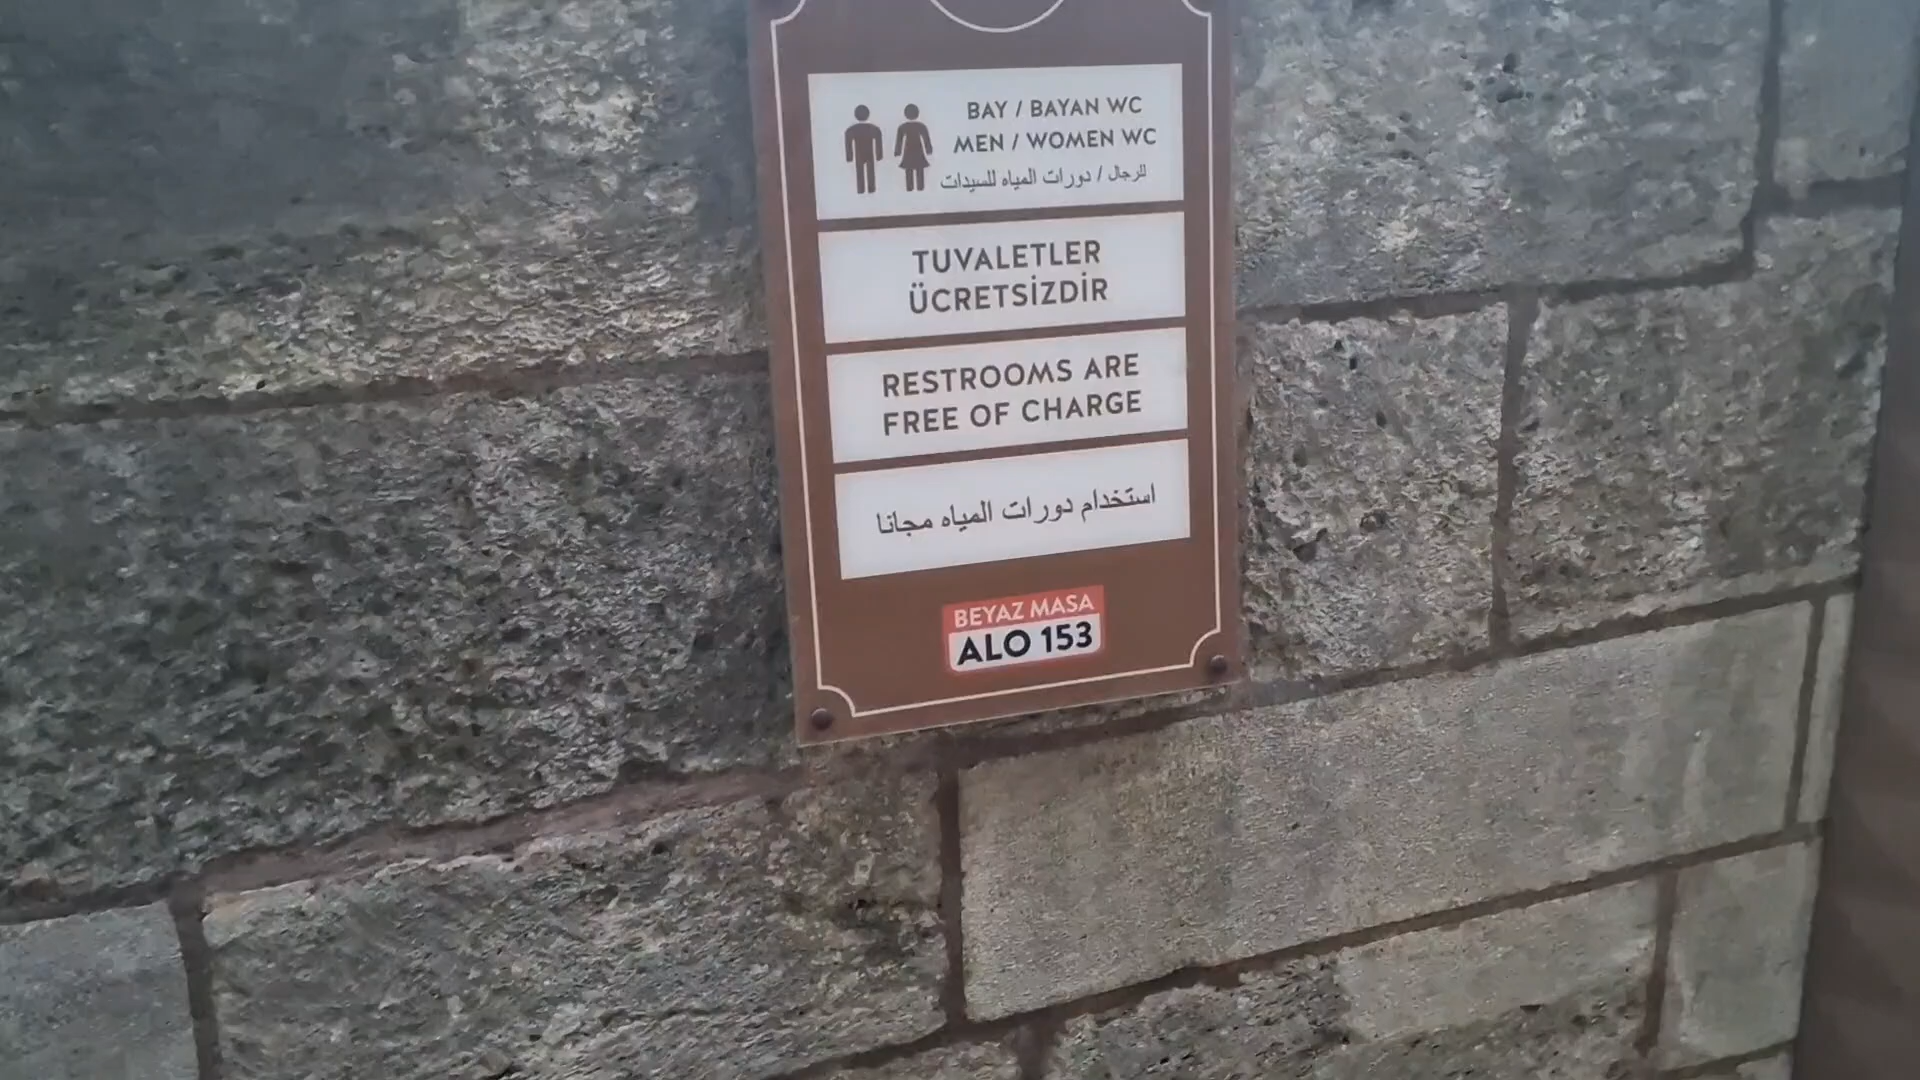 BAY / BAYAN WC
MEN / WOMEN WC
للرجال / دورات المياه للسيدات
TUVALETLER
ÜCRETSİZDİR
RESTROOMS ARE
FREE OF CHARGE
استخدام دورات المياه مجانا
BEYAZ MASA
ALO 153